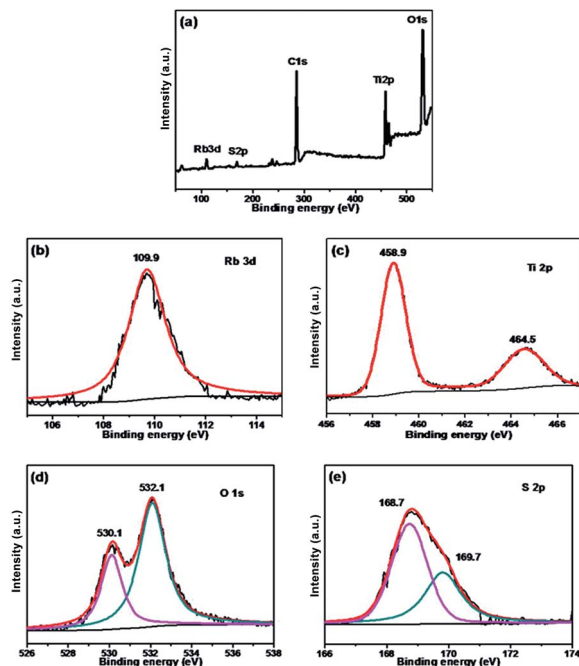 (a)
O1s
C1s
Ti2p
Rb3d
S2p
Intensity (a.u.)
100
200
300
400
500
Binding energy (eV)
(b)
109.9
Rb 3d
Intensity (a.u.)
106
108
110
112
114
Binding energy (eV)
(c)
458.9
Ti 2p
464.5
Intensity (a.u.)
456
458
460
462
464
466
Binding energy (eV)
(d)
532.1
O 1s
530.1
Intensity (a.u.)
526
528
530
532
534
536
538
Binding energy (eV)
(e)
168.7
S 2p
169.7
Intensity (a.u.)
166
168
170
172
174
Binding energy (eV)